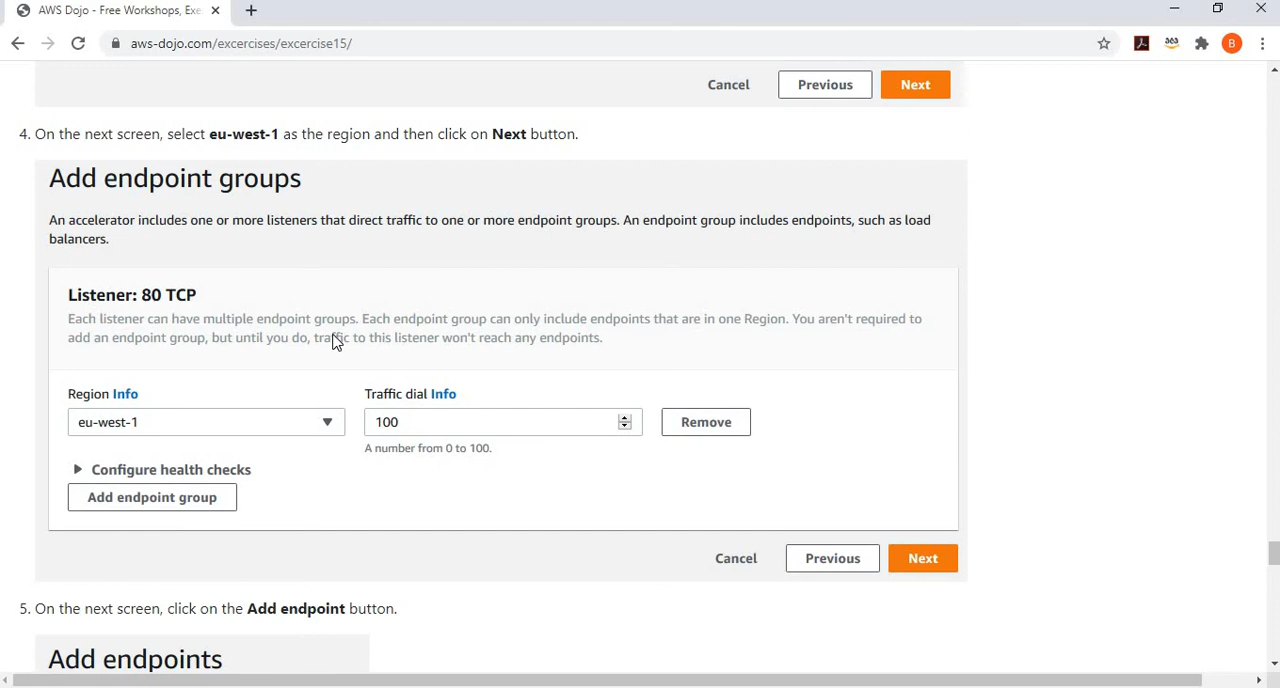 AWS Dojo - Free Workshops, Exe
aws-dojo.com/excercises/excercise15/
B
Cancel Previous Next
4. On the next screen, select eu-west-1 as the region and then click on Next button.
Add endpoint groups
An accelerator includes one or more listeners that direct traffic to one or more endpoint groups. An endpoint group includes endpoints, such as load
balancers.
Listener: 80 TCP
Each listener can have multiple endpoint groups. Each endpoint group can only include endpoints that are in one Region. You aren't required to
add an endpoint group, but until you do, traffic to this listener won't reach any endpoints.
Region Info Traffic dial Info
eu-west-1 100 Remove
A number from 0 to 100.
Configure health checks
Add endpoint group
Cancel Previous Next
5. On the next screen, click on the Add endpoint button.
Add endpoints